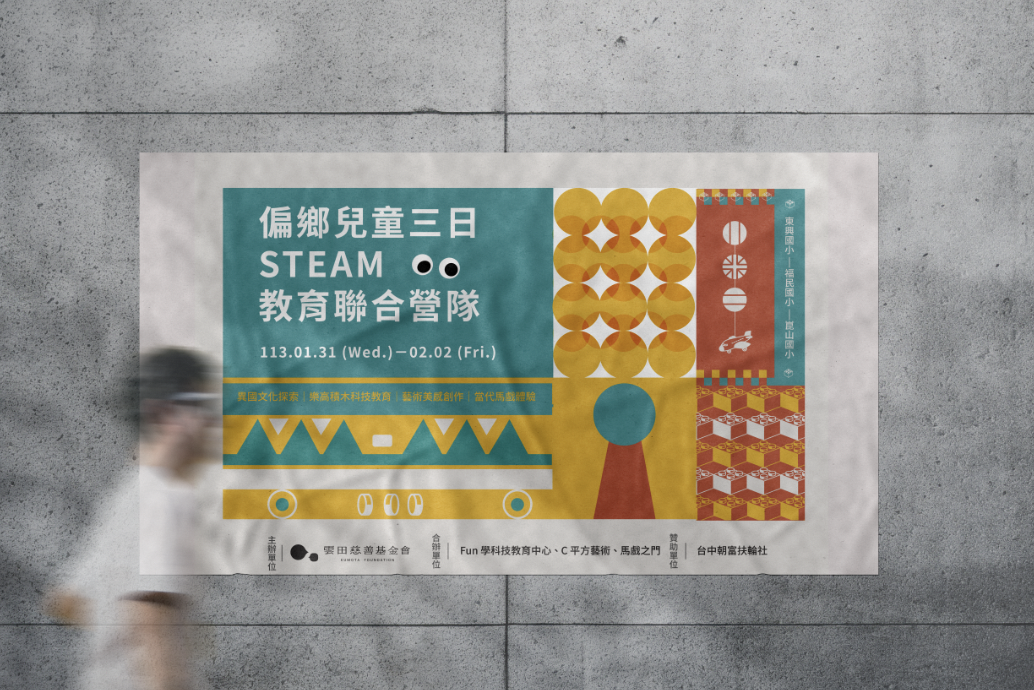 偏鄉兒童三日
STEAM
教育聯合營隊
113.01.31 (Wed.)－02.02 (Fri.)
異國文化探索｜樂高積木科技教育｜藝術美感創作｜當代馬戲體驗
東興國小｜福民國小｜崑山國小
主辦單位
雲田慈善基金會
合辦單位
Fun 學科技教育中心、C 平方藝術、馬戲之門
贊助單位
台中朝富扶輪社